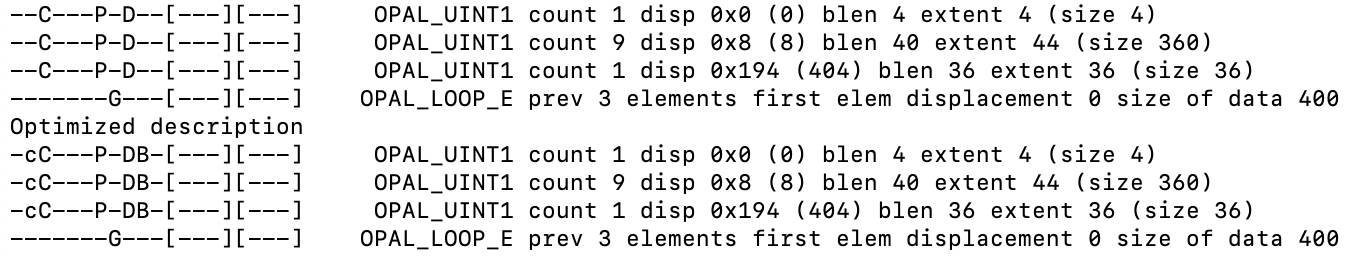 --C---P-D--[---][---]     OPAL_UINT1 count 1 disp 0x0 (0) blen 4 extent 4 (size 4)
--C---P-D--[---][---]     OPAL_UINT1 count 9 disp 0x8 (8) blen 40 extent 44 (size 360)
--C---P-D--[---][---]     OPAL_UINT1 count 1 disp 0x194 (404) blen 36 extent 36 (size 36)
-------G---[---][---]    OPAL_LOOP_E prev 3 elements first elem displacement 0 size of data 400
Optimized description
-cC---P-DB-[---][---]     OPAL_UINT1 count 1 disp 0x0 (0) blen 4 extent 4 (size 4)
-cC---P-DB-[---][---]     OPAL_UINT1 count 9 disp 0x8 (8) blen 40 extent 44 (size 360)
-cC---P-DB-[---][---]     OPAL_UINT1 count 1 disp 0x194 (404) blen 36 extent 36 (size 36)
-------G---[---][---]    OPAL_LOOP_E prev 3 elements first elem displacement 0 size of data 400